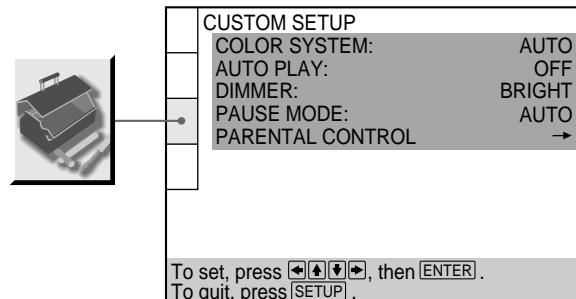 CUSTOM SETUP
COLOR SYSTEM: AUTO
AUTO PLAY: OFF
DIMMER: BRIGHT
PAUSE MODE: AUTO
PARENTAL CONTROL →
To set, press ←↑↓→, then ENTER.
To quit, press SETUP.